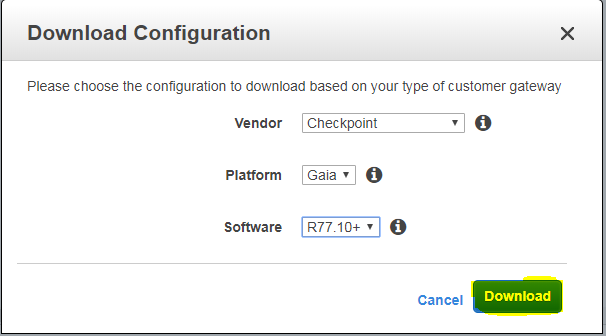 Download Configuration
Please choose the configuration to download based on your type of customer gateway
Vendor Checkpoint
Platform Gaia
Software R77.10+
Cancel Download